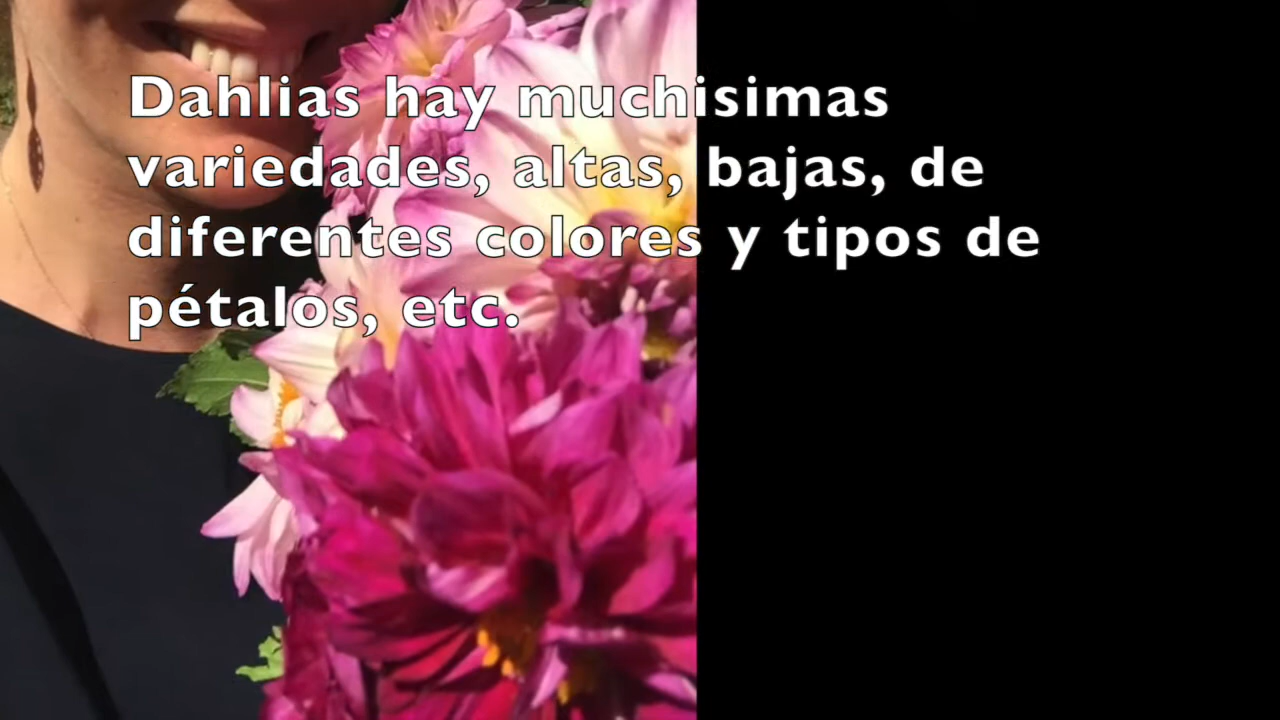 Dahlias hay muchisimas
variedades, altas, bajas, de
diferentes colores y tipos de
pétalos, etc.